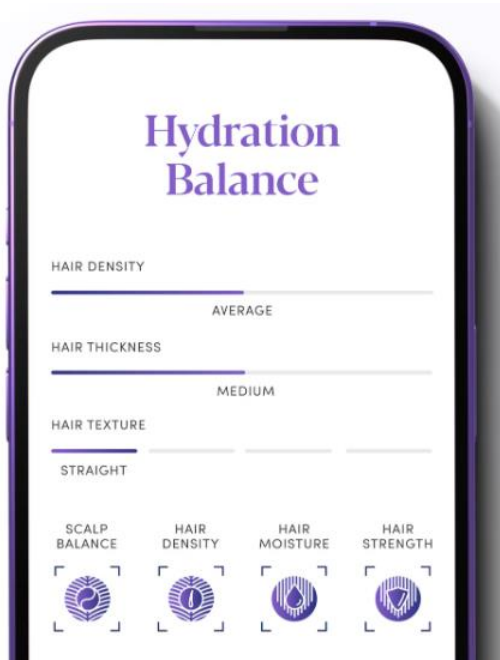 Hydration
Balance
HAIR DENSITY
AVERAGE
HAIR THICKNESS
MEDIUM
HAIR TEXTURE
STRAIGHT
SCALP
BALANCE
HAIR
DENSITY
HAIR
MOISTURE
HAIR
STRENGTH